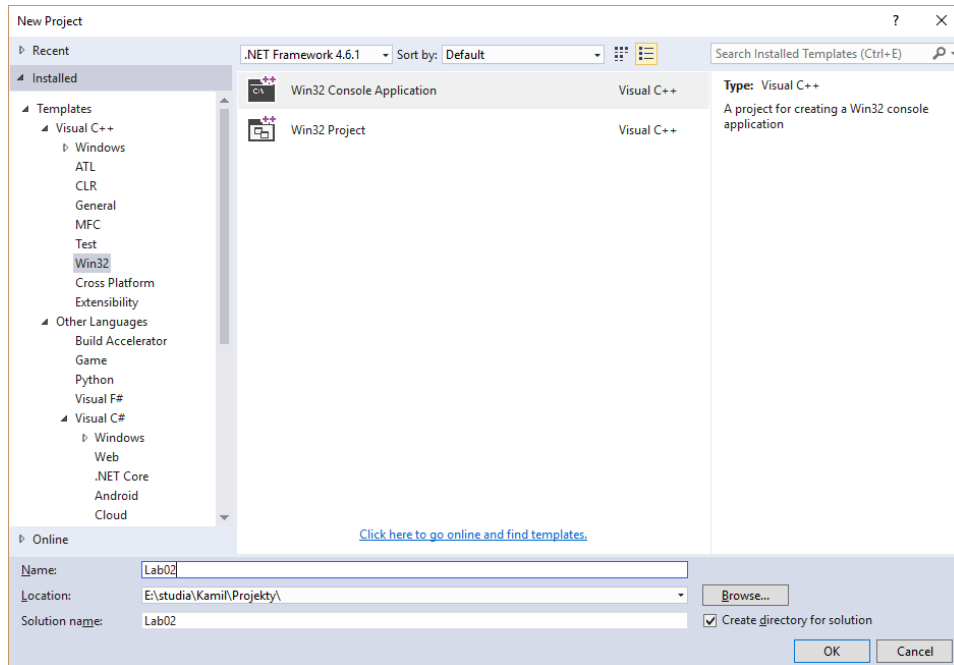 New Project
Recent
Installed
Templates
Visual C++
Windows
ATL
CLR
General
MFC
Test
Win32
Cross Platform
Extensibility
Other Languages
Build Accelerator
Game
Python
Visual F#
Visual C#
Windows
Web
.NET Core
Android
Cloud
Online
.NET Framework 4.6.1 Sort by: Default
Win32 Console Application Visual C++
Win32 Project Visual C++
Click here to go online and find templates.
Search Installed Templates (Ctrl+E)
Type: Visual C++
A project for creating a Win32 console
application
Name: Lab02
Location: E:\studia\Kamil\Projekty\ Browse...
Solution name: Lab02 Create directory for solution
OK Cancel